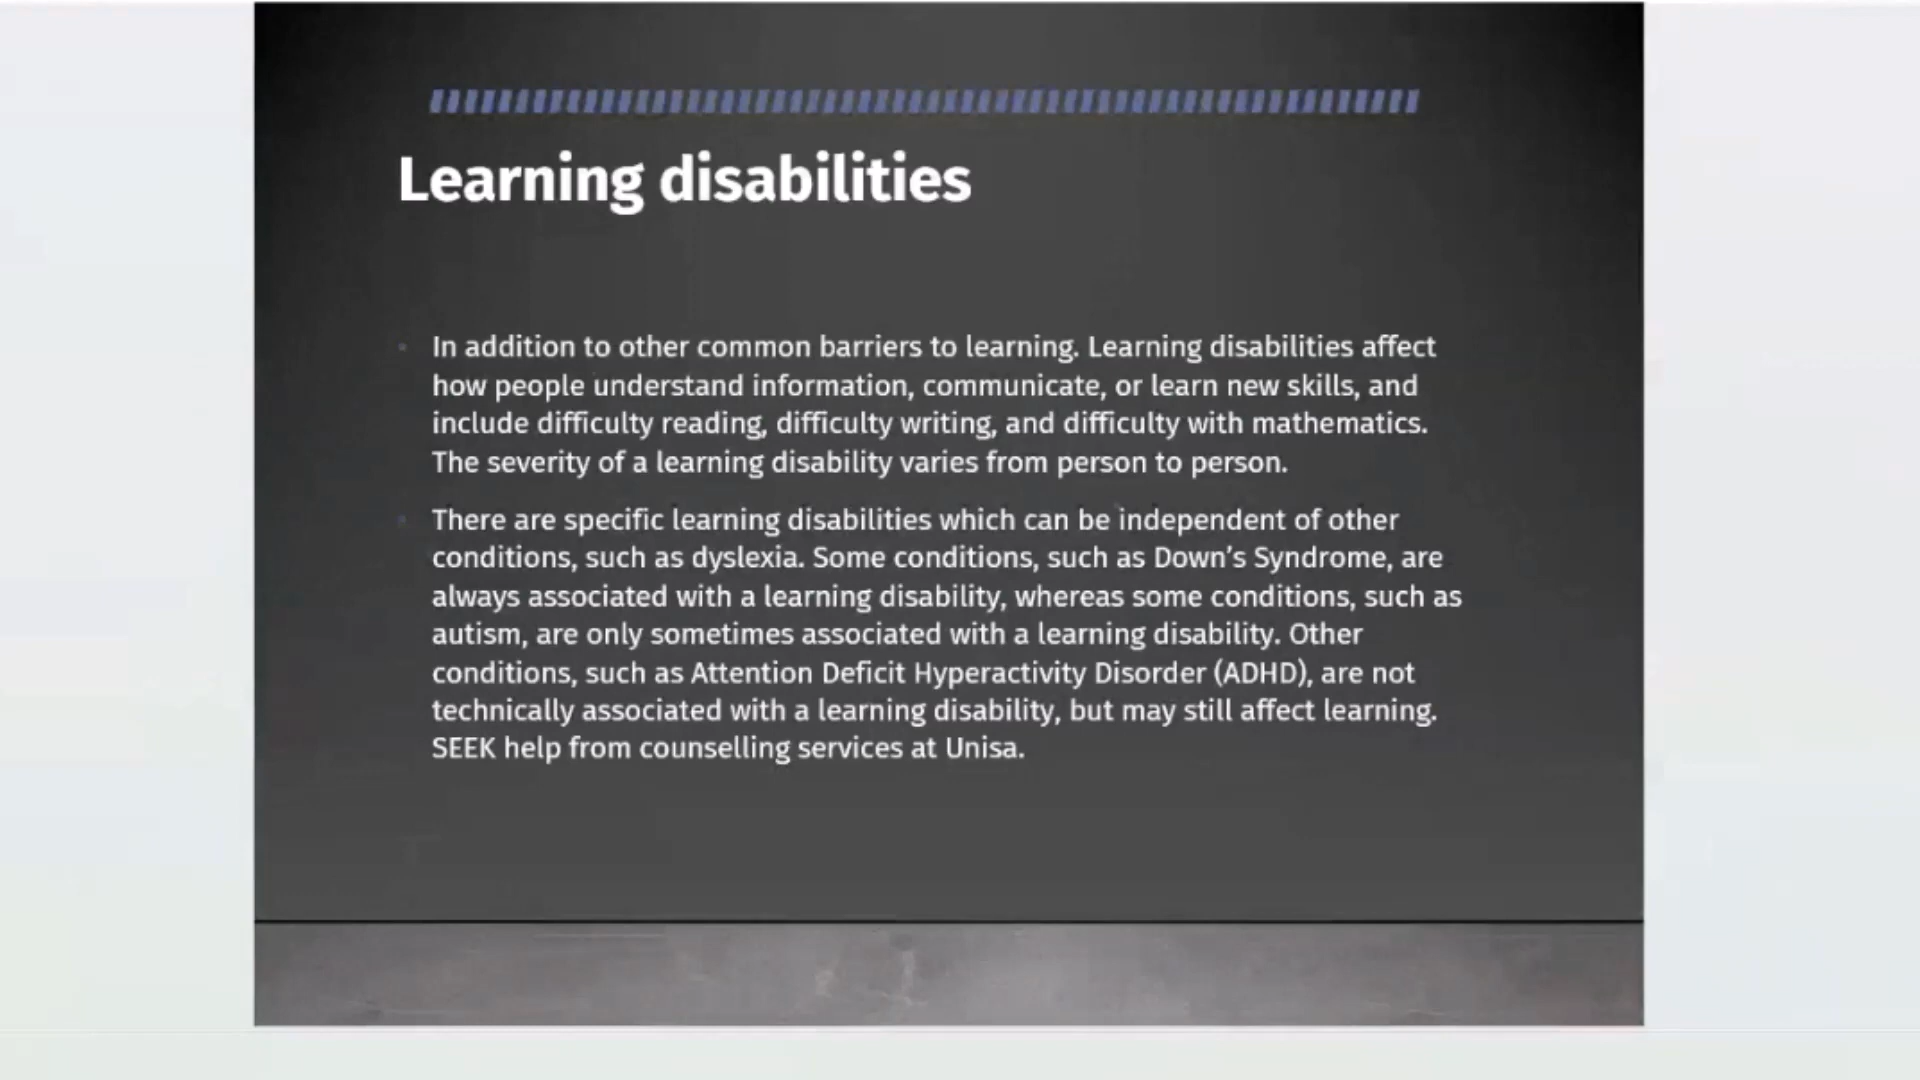 Learning disabilities
In addition to other common barriers to learning. Learning disabilities affect
how people understand information, communicate, or learn new skills, and
include difficulty reading, difficulty writing, and difficulty with mathematics.
The severity of a learning disability varies from person to person.
There are specific learning disabilities which can be independent of other
conditions, such as dyslexia. Some conditions, such as Down’s Syndrome, are
always associated with a learning disability, whereas some conditions, such as
autism, are only sometimes associated with a learning disability. Other
conditions, such as Attention Deficit Hyperactivity Disorder (ADHD), are not
technically associated with a learning disability, but may still affect learning.
SEEK help from counselling services at Unisa.